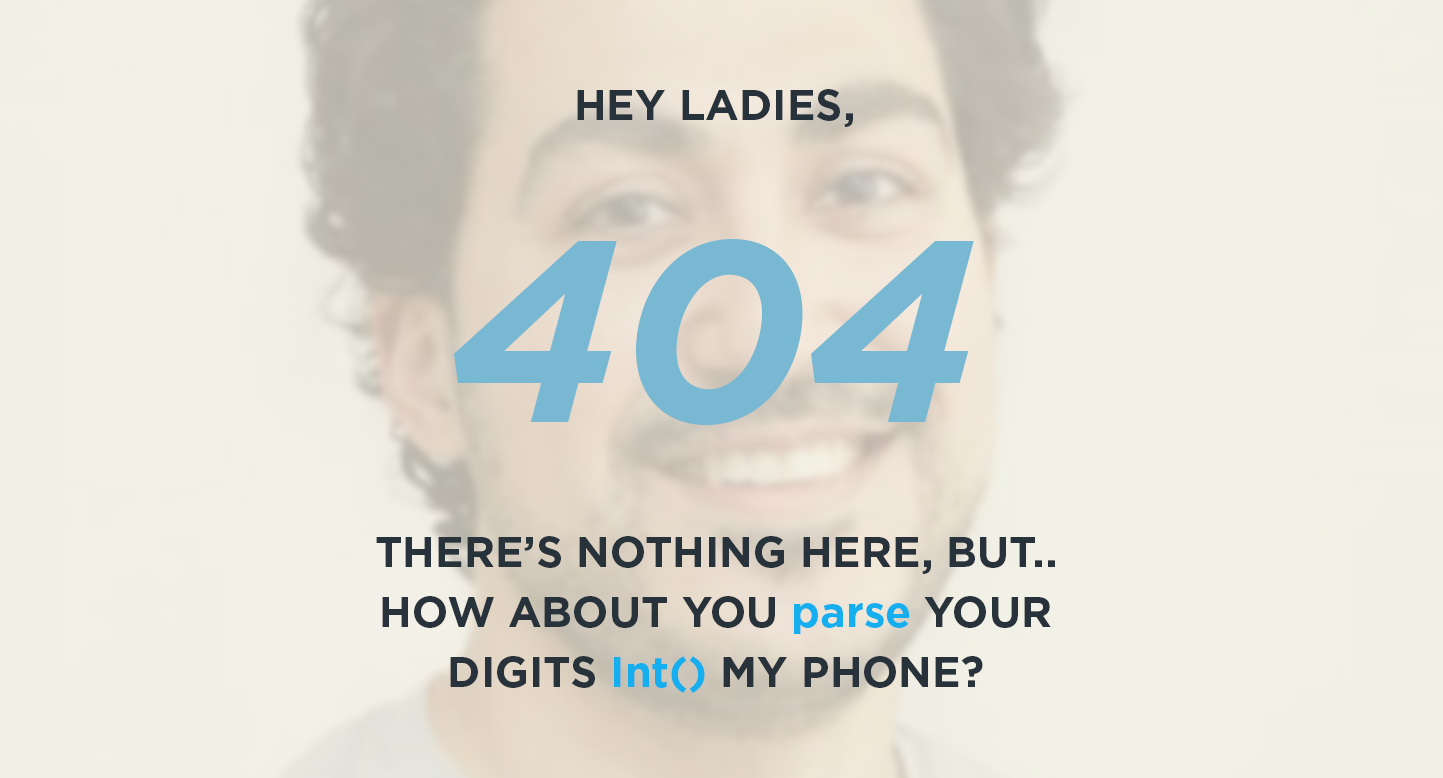 HEY LADIES,
404
THERE’S NOTHING HERE, BUT..
HOW ABOUT YOU parse YOUR
DIGITS Int() MY PHONE?